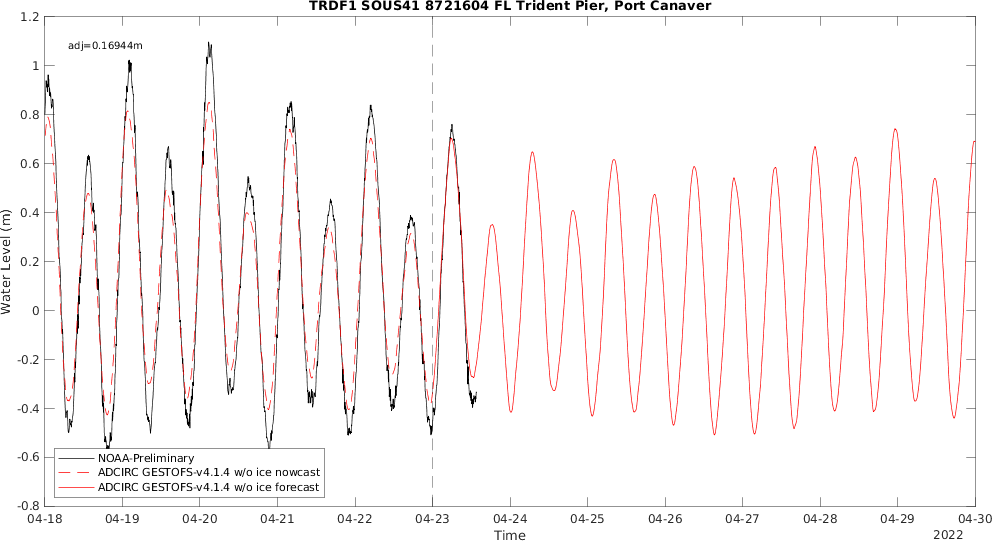 TRDF1 SOUS41 8721604 FL Trident Pier, Port Canaver
adj=0.16944m
1.2
1
0.8
0.6
0.4
0.2
0
-0.2
-0.4
-0.6
-0.8
Water Level (m)
NOAA-Preliminary
ADCIRC GESTOFS-v4.1.4 w/o ice nowcast
ADCIRC GESTOFS-v4.1.4 w/o ice forecast
04-18 04-19 04-20 04-21 04-22 04-23 04-24 04-25 04-26 04-27 04-28 04-29 04-30
Time
2022